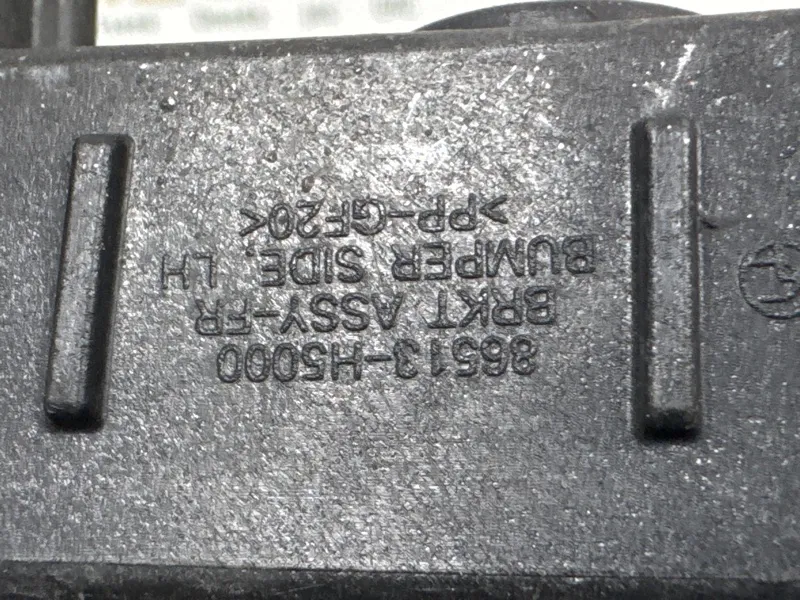 86513-H5000
BRKT ASSY-FR
BUMPER SIDE, LH
>PP-GF20<